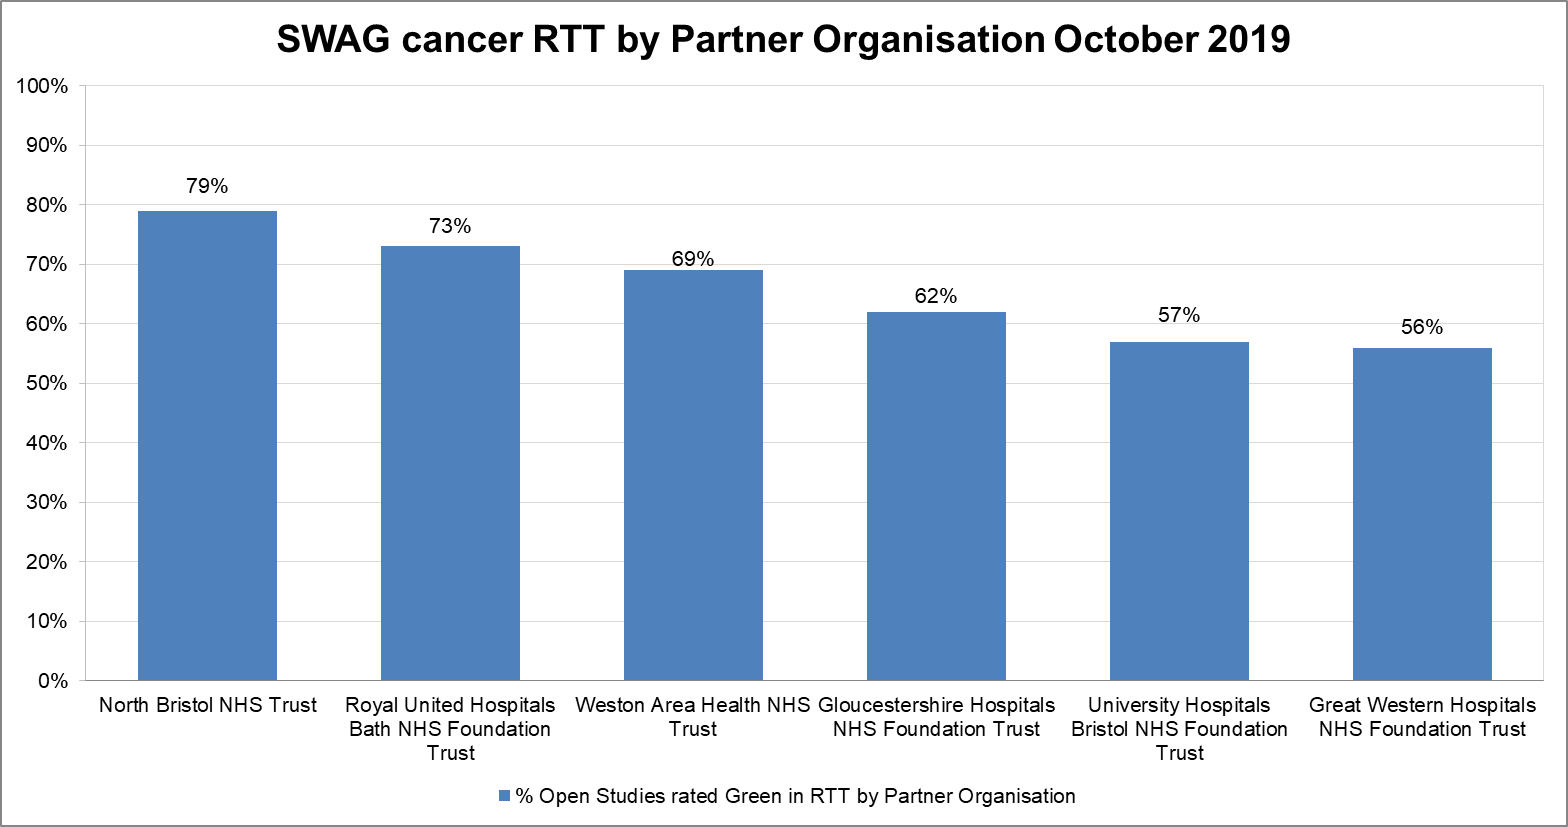 SWAG cancer RTT by Partner Organisation October 2019
100%
90%
80%
70%
60%
50%
40%
30%
20%
10%
0%
79%
73%
69%
62%
57%
56%
North Bristol NHS Trust
Royal United Hospitals
Bath NHS Foundation
Trust
Weston Area Health NHS
Trust
Gloucestershire Hospitals
NHS Foundation Trust
University Hospitals
Bristol NHS Foundation
Trust
Great Western Hospitals
NHS Foundation Trust
% Open Studies rated Green in RTT by Partner Organisation